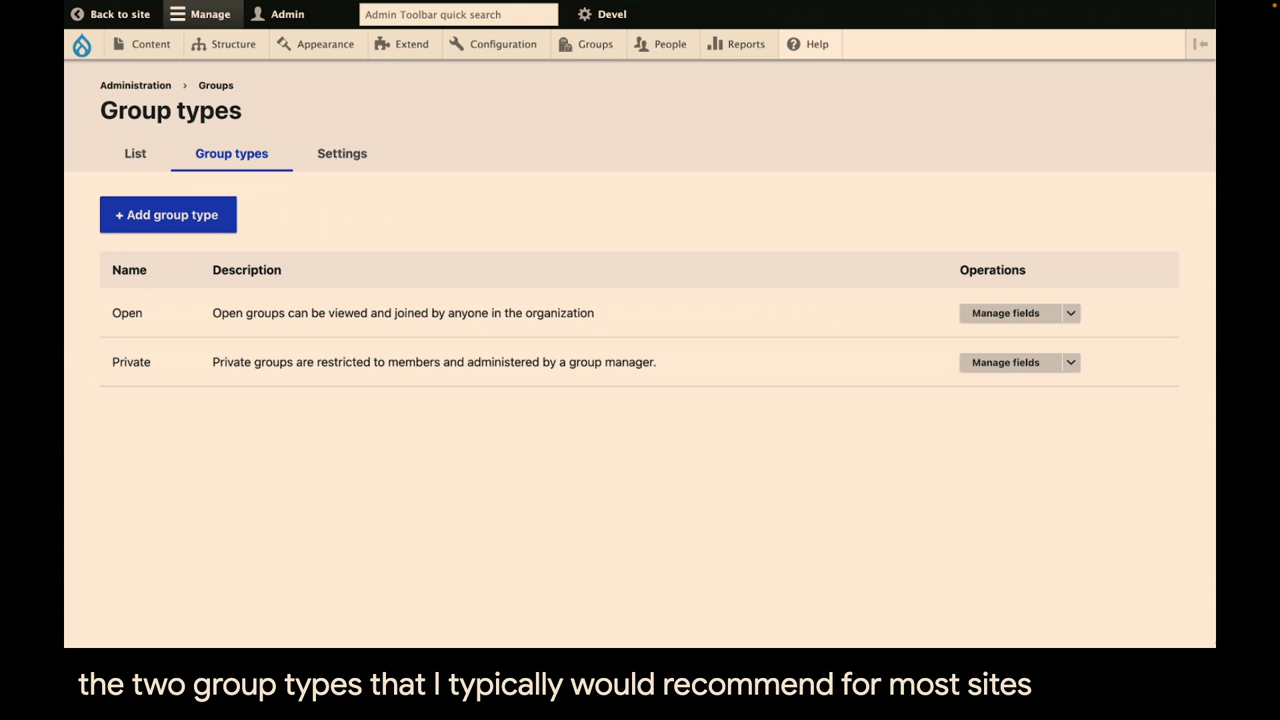 Back to site Manage Admin Admin Toolbar quick search Devel
Content Structure Appearance Extend Configuration Groups People Reports Help
Administration › Groups
Group types
List Group types Settings
+ Add group type
Name Description Operations
Open Open groups can be viewed and joined by anyone in the organization Manage fields
Private Private groups are restricted to members and administered by a group manager. Manage fields
the two group types that I typically would recommend for most sites